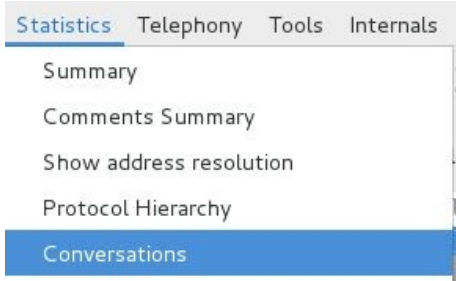 Statistics Telephony Tools Internals
Summary
Comments Summary
Show address resolution
Protocol Hierarchy
Conversations